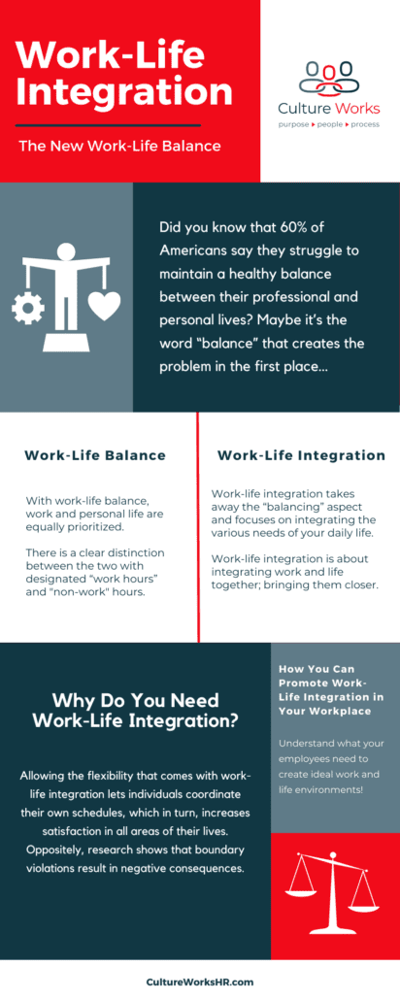 Work-Life
Integration
The New Work-Life Balance
Culture Works
purpose ▸ people ▸ process
Did you know that 60% of
Americans say they struggle to
maintain a healthy balance
between their professional and
personal lives? Maybe it’s the
word “balance” that creates the
problem in the first place...
Work-Life Balance
With work-life balance,
work and personal life are
equally prioritized.
There is a clear distinction
between the two with
designated “work hours”
and "non-work" hours.
Work-Life Integration
Work-life integration takes
away the “balancing” aspect
and focuses on integrating the
various needs of your daily life.
Work-life integration is about
integrating work and life
together; bringing them closer.
Why Do You Need
Work-Life Integration?
Allowing the flexibility that comes with work-
life integration lets individuals coordinate
their own schedules, which in turn, increases
satisfaction in all areas of their lives.
Oppositely, research shows that boundary
violations result in negative consequences.
How You Can
Promote Work-
Life Integration in
Your Workplace
Understand what your
employees need to
create ideal work and
life environments!
CultureWorksHR.com